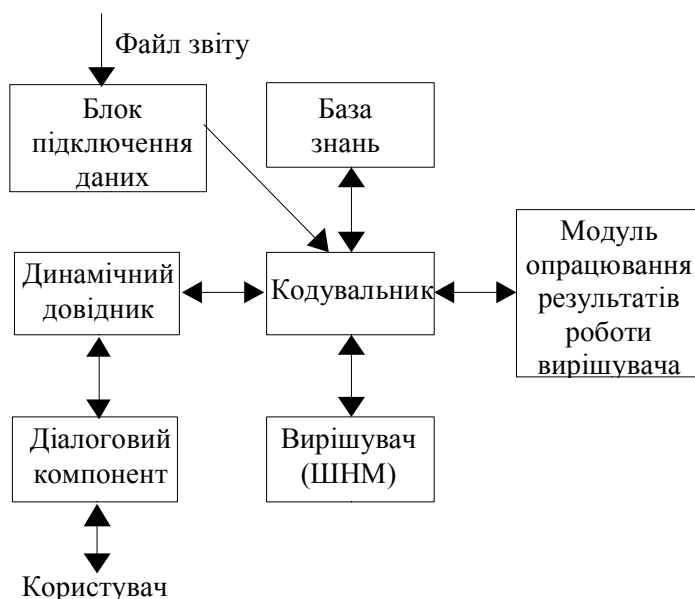 Файл звіту
Блок
підключення
даних
База
знань
Модуль
опрацювання
результатів
роботи
вирішувача
Динамічний
довідник
Кодувальник
Діалоговий
компонент
Вирішувач
(ШНМ)
Користувач